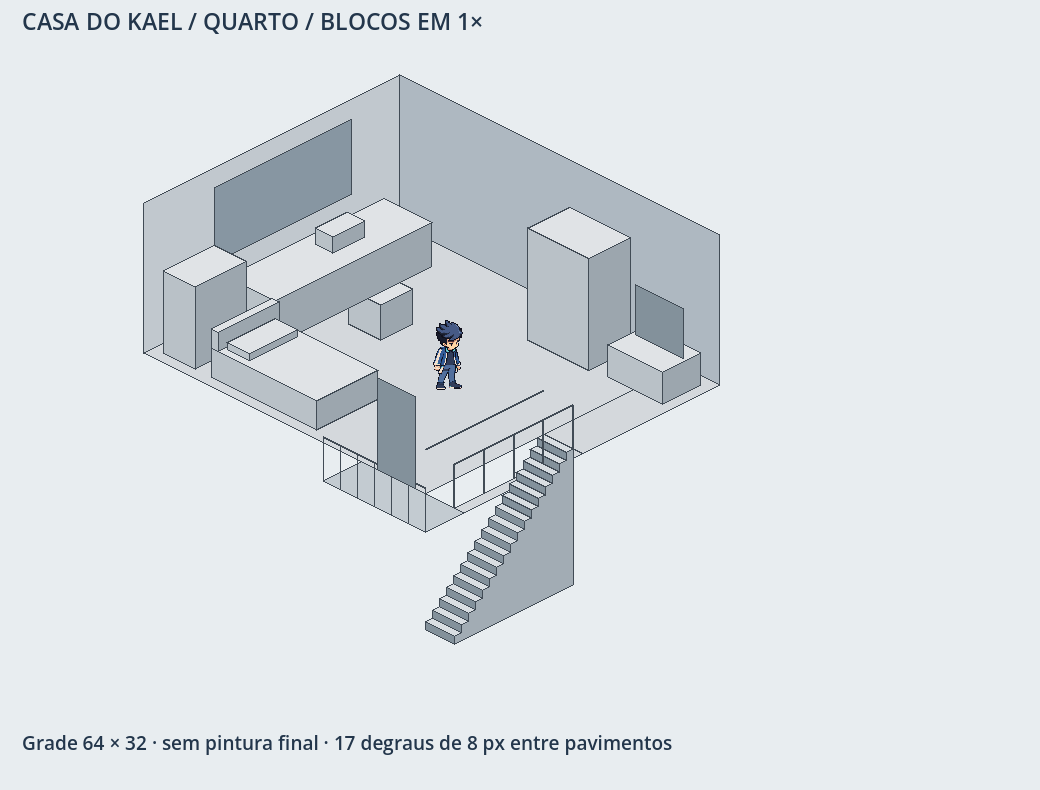 CASA DO KAEL / QUARTO / BLOCOS EM 1×
Grade 64 × 32 · sem pintura final · 17 degraus de 8 px entre pavimentos